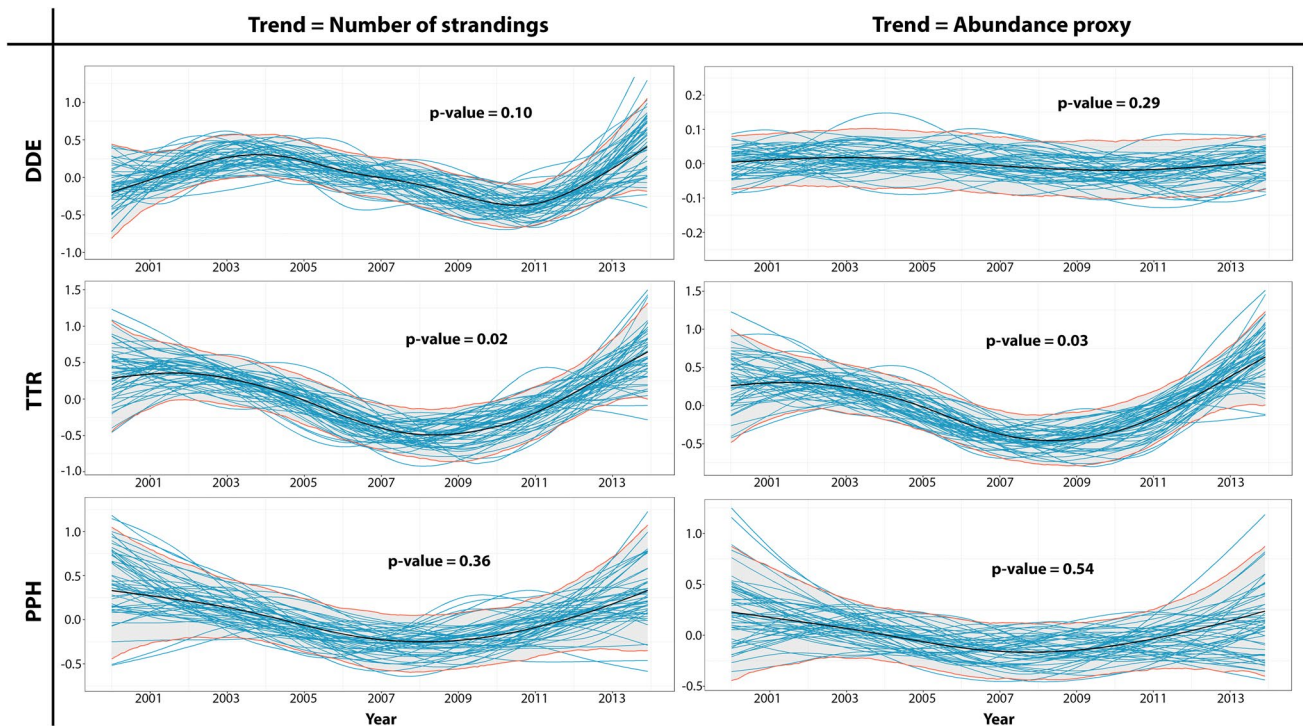 Trend = Number of strandings
Trend = Abundance proxy
DDE
1.0
0.5
0.0
-0.5
-1.0
p-value = 0.10
2001 2003 2005 2007 2009 2011 2013
0.2
0.1
0.0
-0.1
-0.2
p-value = 0.29
2001 2003 2005 2007 2009 2011 2013
TTR
1.5
1.0
0.5
0.0
-0.5
-1.0
p-value = 0.02
2001 2003 2005 2007 2009 2011 2013
1.5
1.0
0.5
0.0
-0.5
p-value = 0.03
2001 2003 2005 2007 2009 2011 2013
PPH
1.0
0.5
0.0
-0.5
p-value = 0.36
2001 2003 2005 2007 2009 2011 2013
Year
1.0
0.5
0.0
-0.5
p-value = 0.54
2001 2003 2005 2007 2009 2011 2013
Year